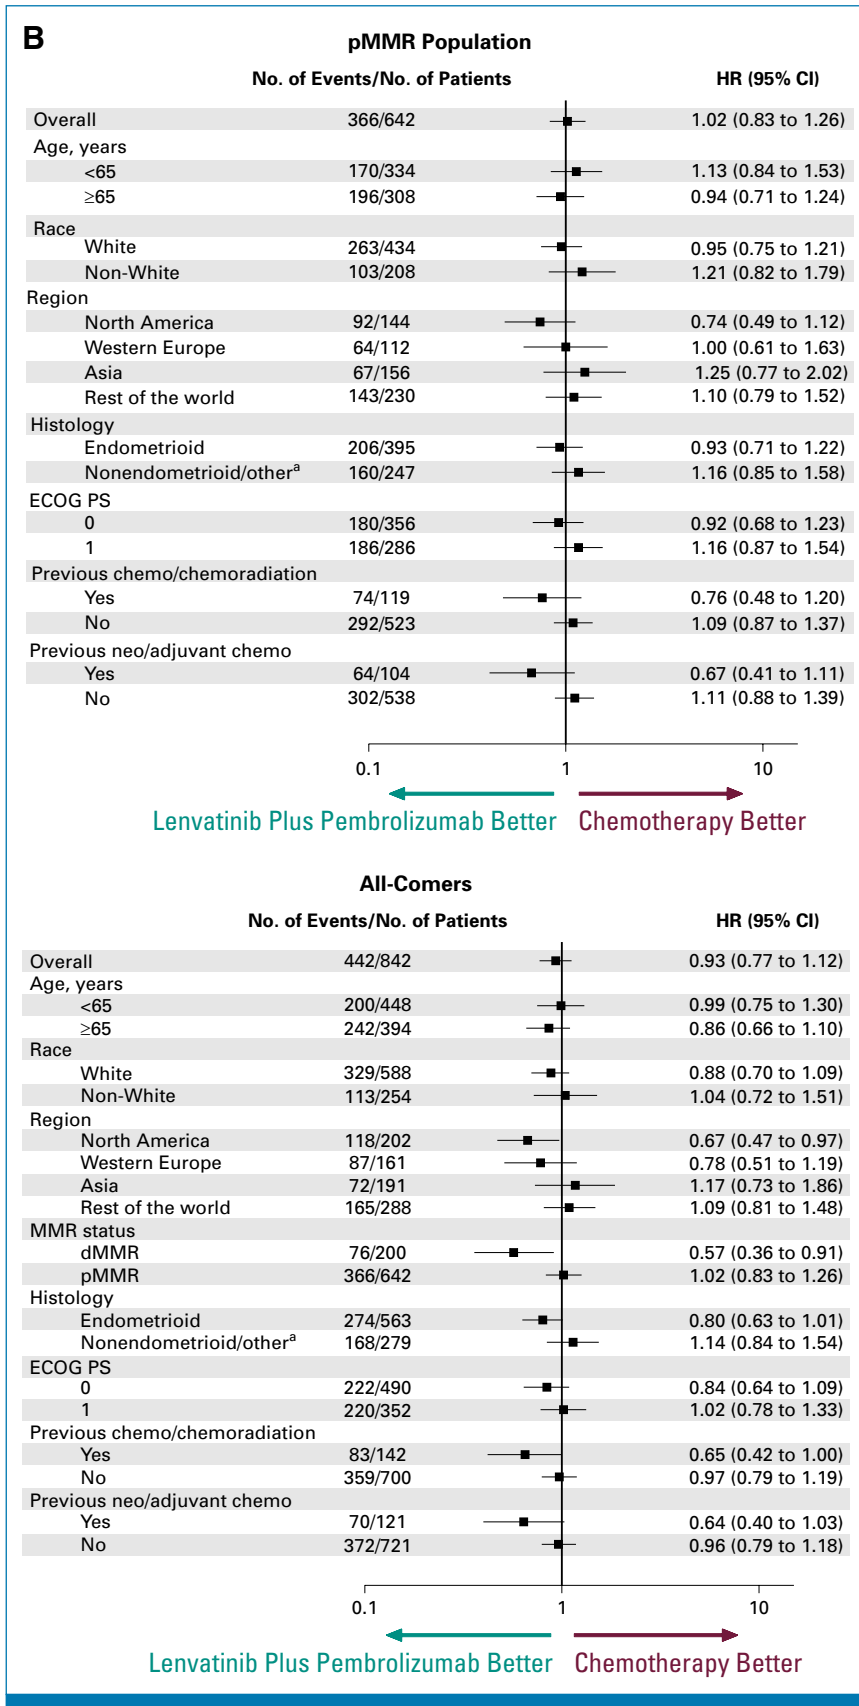 B
pMMR Population
No. of Events/No. of Patients HR (95% CI)
Overall 366/642 1.02 (0.83 to 1.26)
Age, years
<65 170/334 1.13 (0.84 to 1.53)
≥65 196/308 0.94 (0.71 to 1.24)
Race
White 263/434 0.95 (0.75 to 1.21)
Non-White 103/208 1.21 (0.82 to 1.79)
Region
North America 92/144 0.74 (0.49 to 1.12)
Western Europe 64/112 1.00 (0.61 to 1.63)
Asia 67/156 1.25 (0.77 to 2.02)
Rest of the world 143/230 1.10 (0.79 to 1.52)
Histology
Endometrioid 206/395 0.93 (0.71 to 1.22)
Nonendometrioid/otherᵃ 160/247 1.16 (0.85 to 1.58)
ECOG PS
0 180/356 0.92 (0.68 to 1.23)
1 186/286 1.16 (0.87 to 1.54)
Previous chemo/chemoradiation
Yes 74/119 0.76 (0.48 to 1.20)
No 292/523 1.09 (0.87 to 1.37)
Previous neo/adjuvant chemo
Yes 64/104 0.67 (0.41 to 1.11)
No 302/538 1.11 (0.88 to 1.39)
0.1 1 10
Lenvatinib Plus Pembrolizumab Better Chemotherapy Better
All-Comers
No. of Events/No. of Patients HR (95% CI)
Overall 442/842 0.93 (0.77 to 1.12)
Age, years
<65 200/448 0.99 (0.75 to 1.30)
≥65 242/394 0.86 (0.66 to 1.10)
Race
White 329/588 0.88 (0.70 to 1.09)
Non-White 113/254 1.04 (0.72 to 1.51)
Region
North America 118/202 0.67 (0.47 to 0.97)
Western Europe 87/161 0.78 (0.51 to 1.19)
Asia 72/191 1.17 (0.73 to 1.86)
Rest of the world 165/288 1.09 (0.81 to 1.48)
MMR status
dMMR 76/200 0.57 (0.36 to 0.91)
pMMR 366/642 1.02 (0.83 to 1.26)
Histology
Endometrioid 274/563 0.80 (0.63 to 1.01)
Nonendometrioid/otherᵃ 168/279 1.14 (0.84 to 1.54)
ECOG PS
0 222/490 0.84 (0.64 to 1.09)
1 220/352 1.02 (0.78 to 1.33)
Previous chemo/chemoradiation
Yes 83/142 0.65 (0.42 to 1.00)
No 359/700 0.97 (0.79 to 1.19)
Previous neo/adjuvant chemo
Yes 70/121 0.64 (0.40 to 1.03)
No 372/721 0.96 (0.79 to 1.18)
0.1 1 10
Lenvatinib Plus Pembrolizumab Better Chemotherapy Better